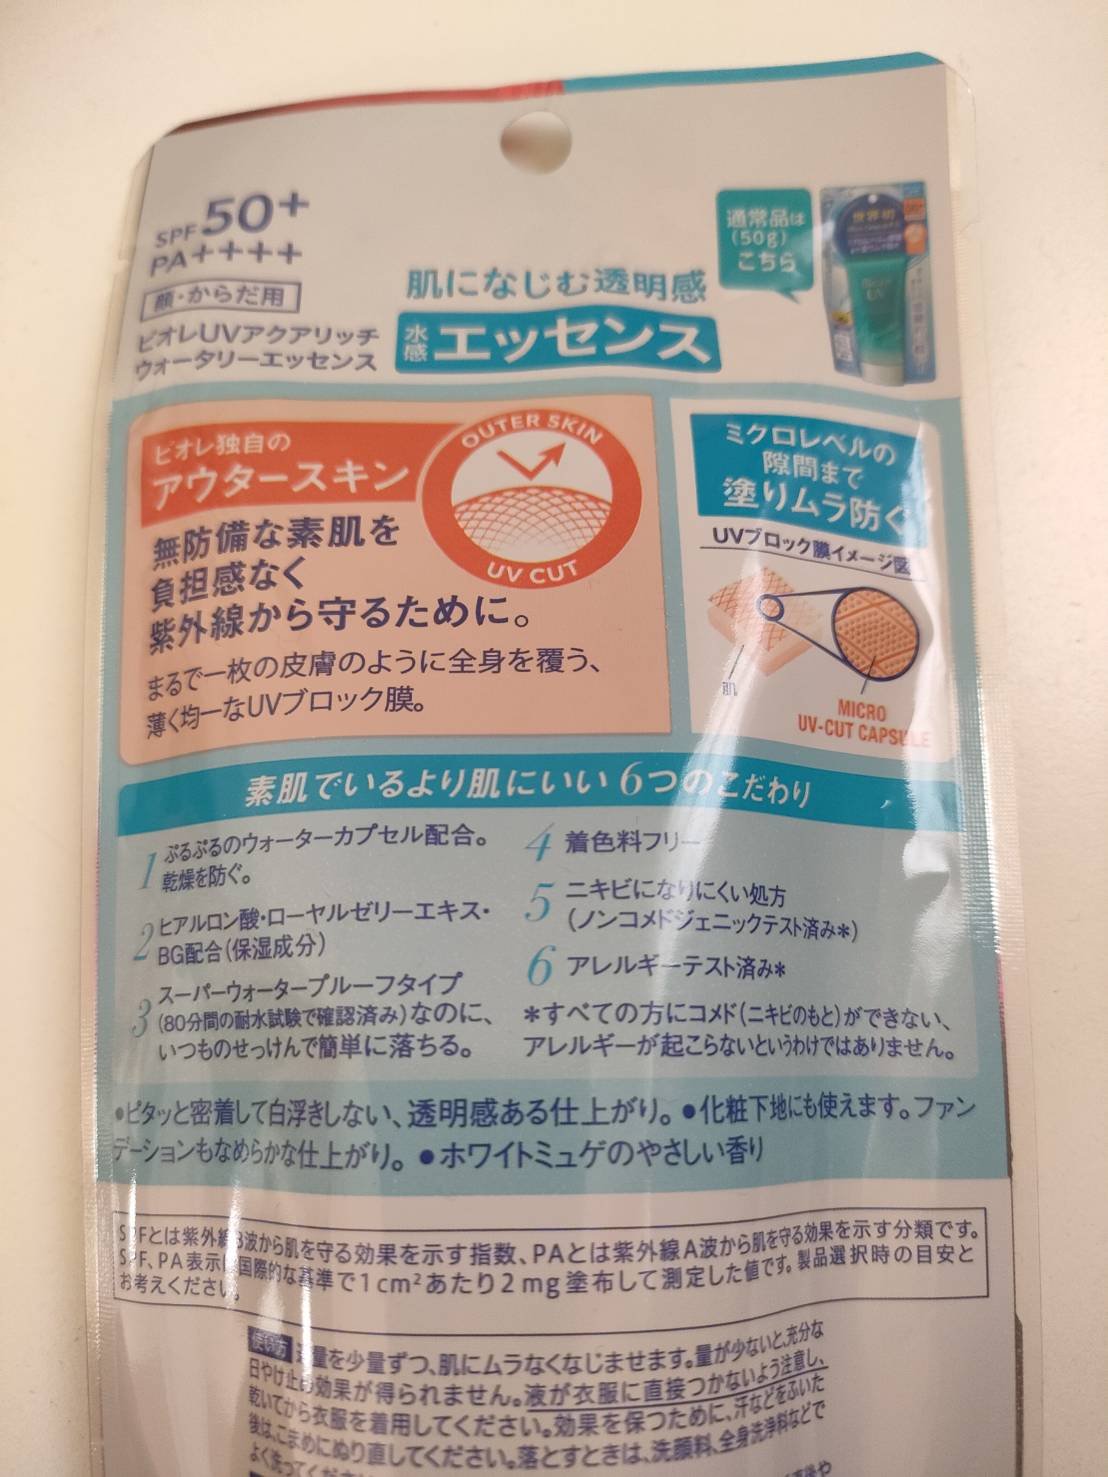 SPF50+
PA++++
顔・からだ用
ビオレUVアクアリッチ
ウォータリーエッセンス
肌になじむ透明感
水感エッセンス
通常品は
(50g)
こちら
世界初
UV
ビオレ独自の
アウタースキン
OUTER SKIN
UV CUT
無防備な素肌を
負担感なく
紫外線から守るために。
まるで一枚の皮膚のように全身を覆う、
薄く均一なUVブロック膜。
ミクロレベルの
隙間まで
塗りムラ防ぐ
UVブロック膜イメージ図
肌
MICRO
UV-CUT CAPSULE
素肌でいるより肌にいい6つのこだわり
1 ぷるぷるのウォーターカプセル配合。
乾燥を防ぐ。
2 ヒアルロン酸・ローヤルゼリーエキス・
BG配合(保湿成分)
3 スーパーウォータープルーフタイプ
(80分間の耐水試験で確認済み)なのに、
いつものせっけんで簡単に落ちる。
4 着色料フリー
5 ニキビになりにくい処方
(ノンコメドジェニックテスト済み*)
6 アレルギーテスト済み*
*すべての方にコメド(ニキビのもと)ができない、
アレルギーが起こらないというわけではありません。
●ピタッと密着して白浮きしない、透明感ある仕上がり。●化粧下地にも使えます。ファン
デーションもなめらかな仕上がり。●ホワイトミュゲのやさしい香り
SPFとは紫外線B波から肌を守る効果を示す指数、PAとは紫外線A波から肌を守る効果を示す分類です。
SPF、PA表示は国際的な基準で1cm²あたり2mg塗布して測定した値です。製品選択時の目安と
お考えください。
使い方 適量を少量ずつ、肌にムラなくなじませます。量が少ないと、充分な
日やけ止め効果が得られません。液が衣服に直接つかないよう注意し、
乾いてから衣服を着用してください。効果を保つために、汗などをふいた
後は、こまめにぬり直してください。落とすときは、洗顔料、全身洗浄料などで
よく洗ってください